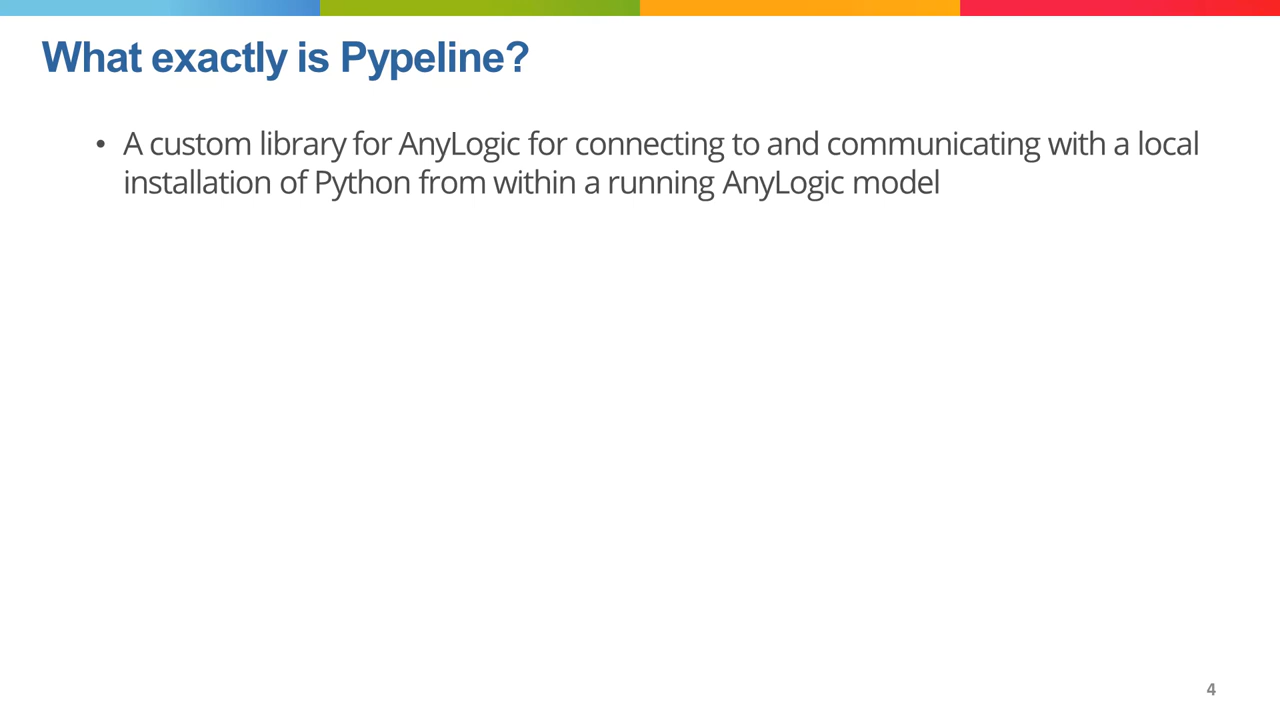 What exactly is Pypeline?
• A custom library for AnyLogic for connecting to and communicating with a local
installation of Python from within a running AnyLogic model
4